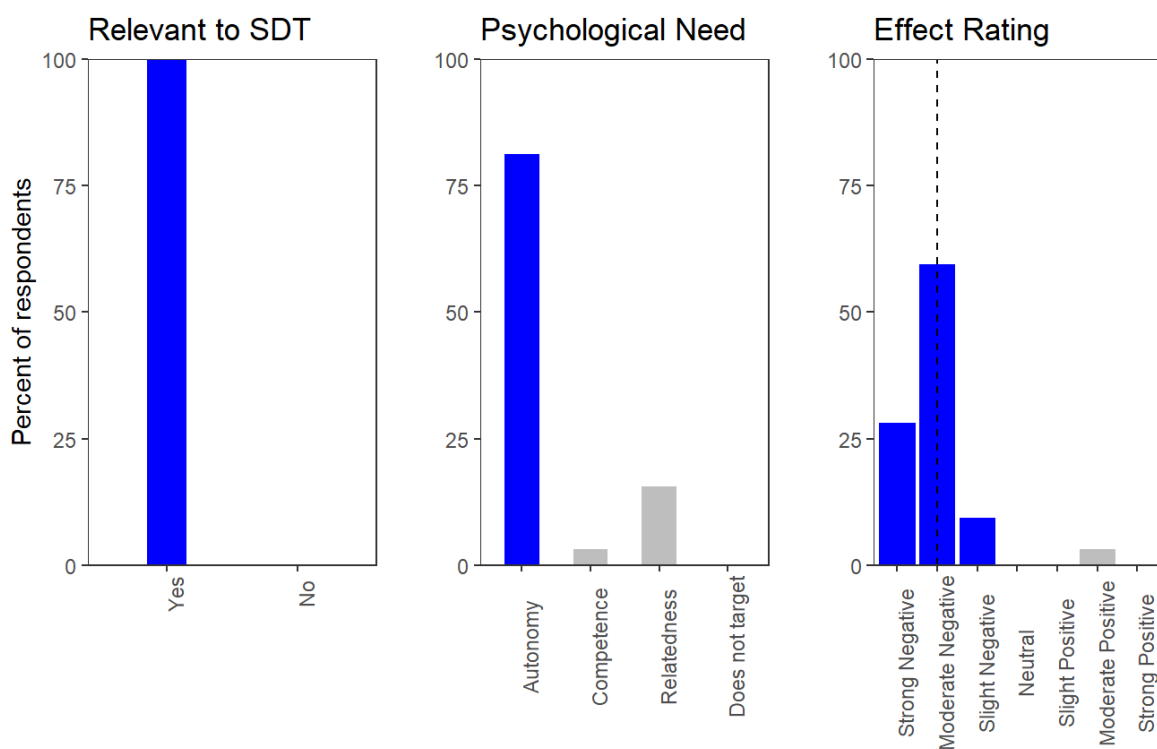 Relevant to SDT
Psychological Need
Effect Rating
Percent of respondents
100
75
50
25
0
Yes
No
100
75
50
25
0
Autonomy
Competence
Relatedness
Does not target
100
75
50
25
0
Strong Negative
Moderate Negative
Slight Negative
Neutral
Slight Positive
Moderate Positive
Strong Positive